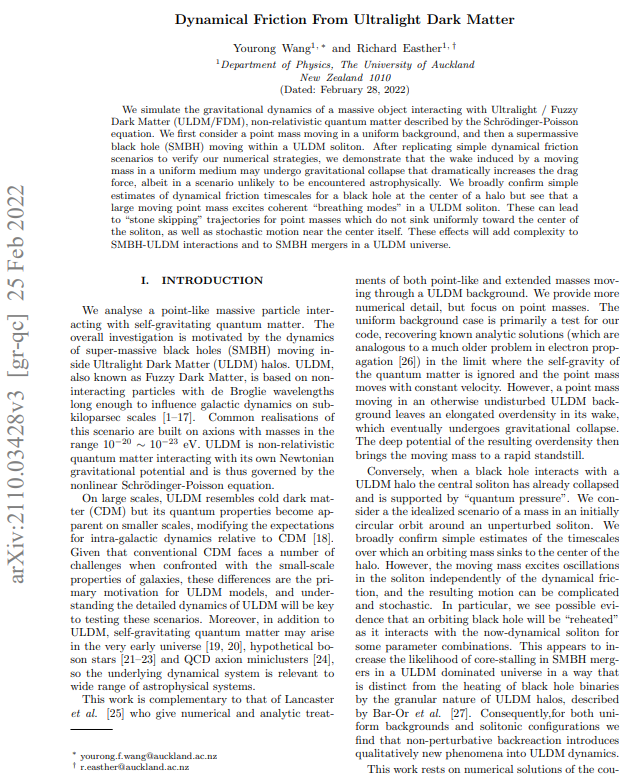 Dynamical Friction From Ultralight Dark Matter
Yourong Wang1, * and Richard Easther1, †
1Department of Physics, The University of Auckland
New Zealand 1010
(Dated: February 28, 2022)
We simulate the gravitational dynamics of a massive object interacting with Ultralight / Fuzzy
Dark Matter (ULDM/FDM), non-relativistic quantum matter described by the Schrödinger-Poisson
equation. We first consider a point mass moving in a uniform background, and then a supermassive
black hole (SMBH) moving within a ULDM soliton. After replicating simple dynamical friction
scenarios to verify our numerical strategies, we demonstrate that the wake induced by a moving
mass in a uniform medium may undergo gravitational collapse that dramatically increases the drag
force, albeit in a scenario unlikely to be encountered astrophysically. We broadly confirm simple
estimates of dynamical friction timescales for a black hole at the center of a halo but see that a
large moving point mass excites coherent “breathing modes” in a ULDM soliton. These can lead
to “stone skipping” trajectories for point masses which do not sink uniformly toward the center of
the soliton, as well as stochastic motion near the center itself. These effects will add complexity to
SMBH-ULDM interactions and to SMBH mergers in a ULDM universe.
I. INTRODUCTION
We analyse a point-like massive particle inter-
acting with self-gravitating quantum matter. The
overall investigation is motivated by the dynamics
of super-massive black holes (SMBH) moving in-
side Ultralight Dark Matter (ULDM) halos. ULDM,
also known as Fuzzy Dark Matter, is based on non-
interacting particles with de Broglie wavelengths
long enough to influence galactic dynamics on sub-
kiloparsec scales [1–17]. Common realisations of
this scenario are built on axions with masses in the
range 10−20 ∼ 10−23 eV. ULDM is non-relativistic
quantum matter interacting with its own Newtonian
gravitational potential and is thus governed by the
nonlinear Schrödinger-Poisson equation.
On large scales, ULDM resembles cold dark mat-
ter (CDM) but its quantum properties become ap-
parent on smaller scales, modifying the expectations
for intra-galactic dynamics relative to CDM [18].
Given that conventional CDM faces a number of
challenges when confronted with the small-scale
properties of galaxies, these differences are the pri-
mary motivation for ULDM models, and under-
standing the detailed dynamics of ULDM will be key
to testing these scenarios. Moreover, in addition to
ULDM, self-gravitating quantum matter may arise
in the very early universe [19, 20], hypothetical bo-
son stars [21–23] and QCD axion miniclusters [24],
so the underlying dynamical system is relevant to
wide range of astrophysical systems.
This work is complementary to that of Lancaster
et al. [25] who give numerical and analytic treat-
* yourong.f.wang@auckland.ac.nz
† r.easther@auckland.ac.nz
ments of both point-like and extended masses mov-
ing through a ULDM background. We provide more
numerical detail, but focus on point masses. The
uniform background case is primarily a test for our
code, recovering known analytic solutions (which are
analogous to a much older problem in electron prop-
agation [26]) in the limit where the self-gravity of
the quantum matter is ignored and the point mass
moves with constant velocity. However, a point mass
moving in an otherwise undisturbed ULDM back-
ground leaves an elongated overdensity in its wake,
which eventually undergoes gravitational collapse.
The deep potential of the resulting overdensity then
brings the moving mass to a rapid standstill.
Conversely, when a black hole interacts with a
ULDM halo the central soliton has already collapsed
and is supported by “quantum pressure”. We con-
sider a the idealized scenario of a mass in an initially
circular orbit around an unperturbed soliton. We
broadly confirm simple estimates of the timescales
over which an orbiting mass sinks to the center of the
halo. However, the moving mass excites oscillations
in the soliton independently of the dynamical fric-
tion, and the resulting motion can be complicated
and stochastic. In particular, we see possible evi-
dence that an orbiting black hole will be “reheated”
as it interacts with the now-dynamical soliton for
some parameter combinations. This appears to in-
crease the likelihood of core-stalling in SMBH merg-
ers in a ULDM dominated universe in a way that
is distinct from the heating of black hole binaries
by the granular nature of ULDM halos, described
by Bar-Or et al. [27]. Consequently,for both uni-
form backgrounds and solitonic configurations we
find that non-perturbative backreaction introduces
qualitatively new phenomena into ULDM dynamics.
This work rests on numerical solutions of the cou-
arXiv:2110.03428v3 [gr-qc] 25 Feb 2022